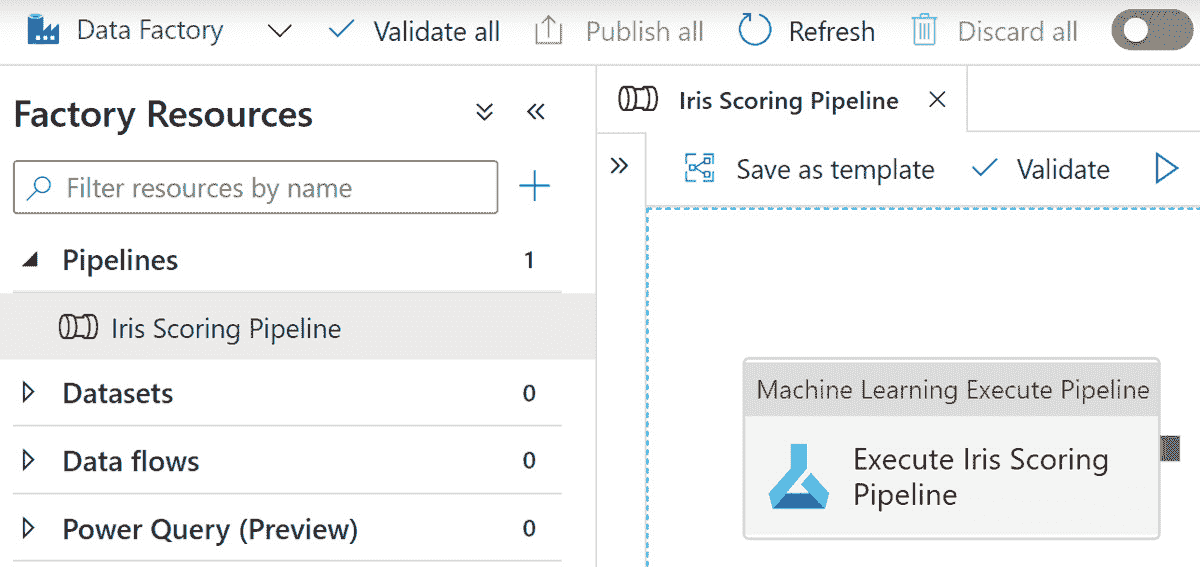 Data Factory
Validate all
Publish all
Refresh
Discard all
Factory Resources
Filter resources by name
Pipelines 1
Iris Scoring Pipeline
Datasets 0
Data flows 0
Power Query (Preview) 0
Iris Scoring Pipeline
Save as template
Validate
Machine Learning Execute Pipeline
Execute Iris Scoring
Pipeline